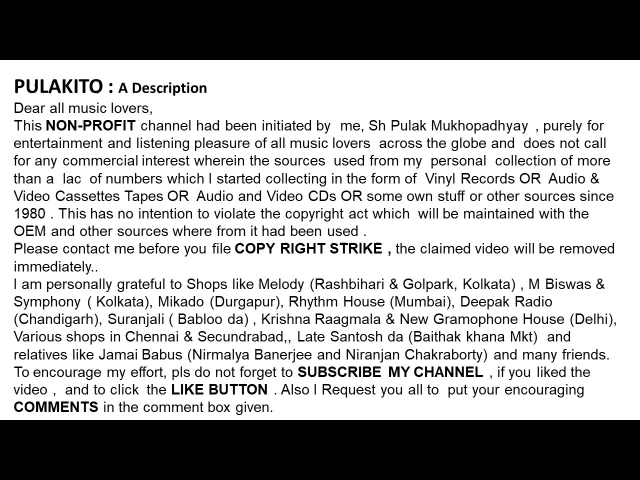 PULAKITO : A Description
Dear all music lovers,
This NON-PROFIT channel had been initiated by me, Sh Pulak Mukhopadhyay , purely for
entertainment and listening pleasure of all music lovers across the globe and does not call
for any commercial interest wherein the sources used from my personal collection of more
than a lac of numbers which I started collecting in the form of Vinyl Records OR Audio &
Video Cassettes Tapes OR Audio and Video CDs OR some own stuff or other sources since
1980 . This has no intention to violate the copyright act which will be maintained with the
OEM and other sources where from it had been used .
Please contact me before you file COPY RIGHT STRIKE , the claimed video will be removed
immediately..
I am personally grateful to Shops like Melody (Rashbihari & Golpark, Kolkata) , M Biswas &
Symphony ( Kolkata), Mikado (Durgapur), Rhythm House (Mumbai), Deepak Radio
(Chandigarh), Suranjali ( Babloo da) , Krishna Raagmala & New Gramophone House (Delhi),
Various shops in Chennai & Secundrabad,, Late Santosh da (Baithak khana Mkt) and
relatives like Jamai Babus (Nirmalya Banerjee and Niranjan Chakraborty) and many friends.
To encourage my effort, pls do not forget to SUBSCRIBE MY CHANNEL , if you liked the
video , and to click the LIKE BUTTON . Also I Request you all to put your encouraging
COMMENTS in the comment box given.